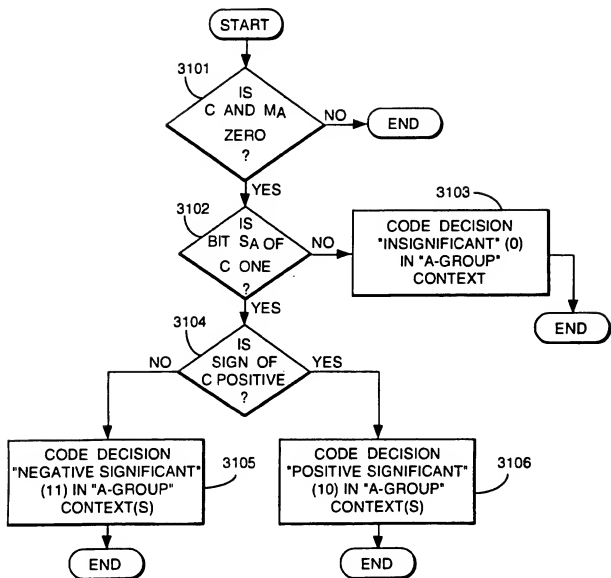 START
3101
IS
C AND MA
ZERO
?
NO
END
YES
3102
IS
BIT SA OF
C ONE
?
NO
3103
CODE DECISION
"INSIGNIFICANT" (0)
IN "A-GROUP"
CONTEXT
END
YES
3104
IS
SIGN OF
C POSITIVE
?
NO
YES
CODE DECISION
"NEGATIVE SIGNIFICANT"
(11) IN "A-GROUP"
CONTEXT(S)
3105
CODE DECISION
"POSITIVE SIGNIFICANT"
(10) IN "A-GROUP"
CONTEXT(S)
3106
END
END